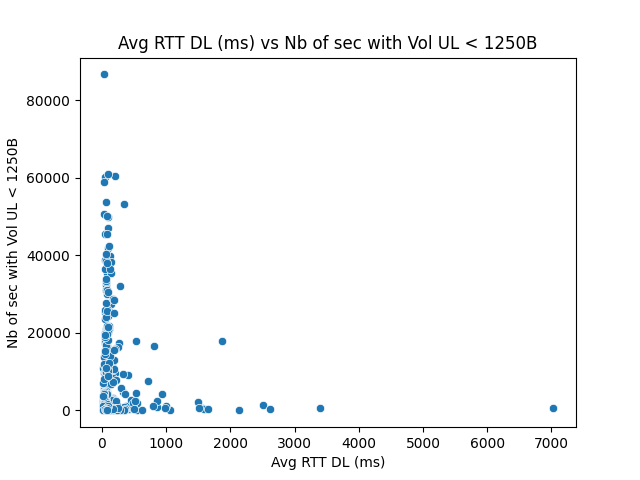 Avg RTT DL (ms) vs Nb of sec with Vol UL < 1250B
Nb of sec with Vol UL < 1250B
80000
60000
40000
20000
0
0 1000 2000 3000 4000 5000 6000 7000
Avg RTT DL (ms)